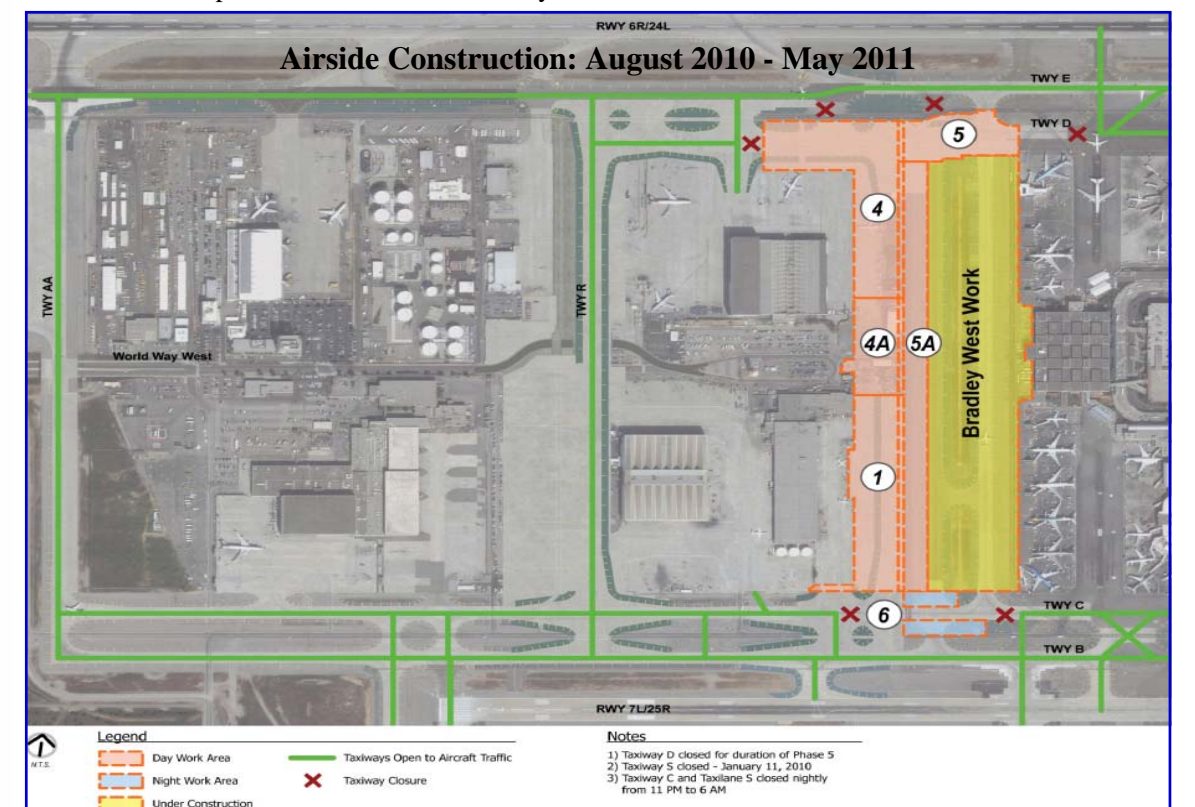 RWY 6R/24L
Airside Construction: August 2010 - May 2011
TWY E
TWY D
5
4
TWY AA
TWY R
World Way West
4A
5A
Bradley West Work
1
6
TWY C
TWY B
RWY 7L/25R
N.T.S.
Legend
Day Work Area
Night Work Area
Under Construction
Taxiways Open to Aircraft Traffic
Taxiway Closure
Notes
1) Taxiway D closed for duration of Phase 5
2) Taxiway S closed - January 11, 2010
3) Taxiway C and Taxilane S closed nightly
from 11 PM to 6 AM